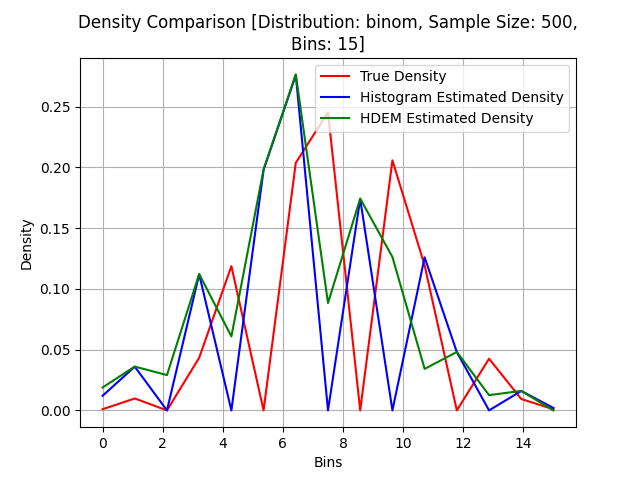 Density Comparison [Distribution: binom, Sample Size: 500,
Bins: 15]
True Density
Histogram Estimated Density
HDEM Estimated Density
Density
0.25
0.20
0.15
0.10
0.05
0.00
0 2 4 6 8 10 12 14
Bins